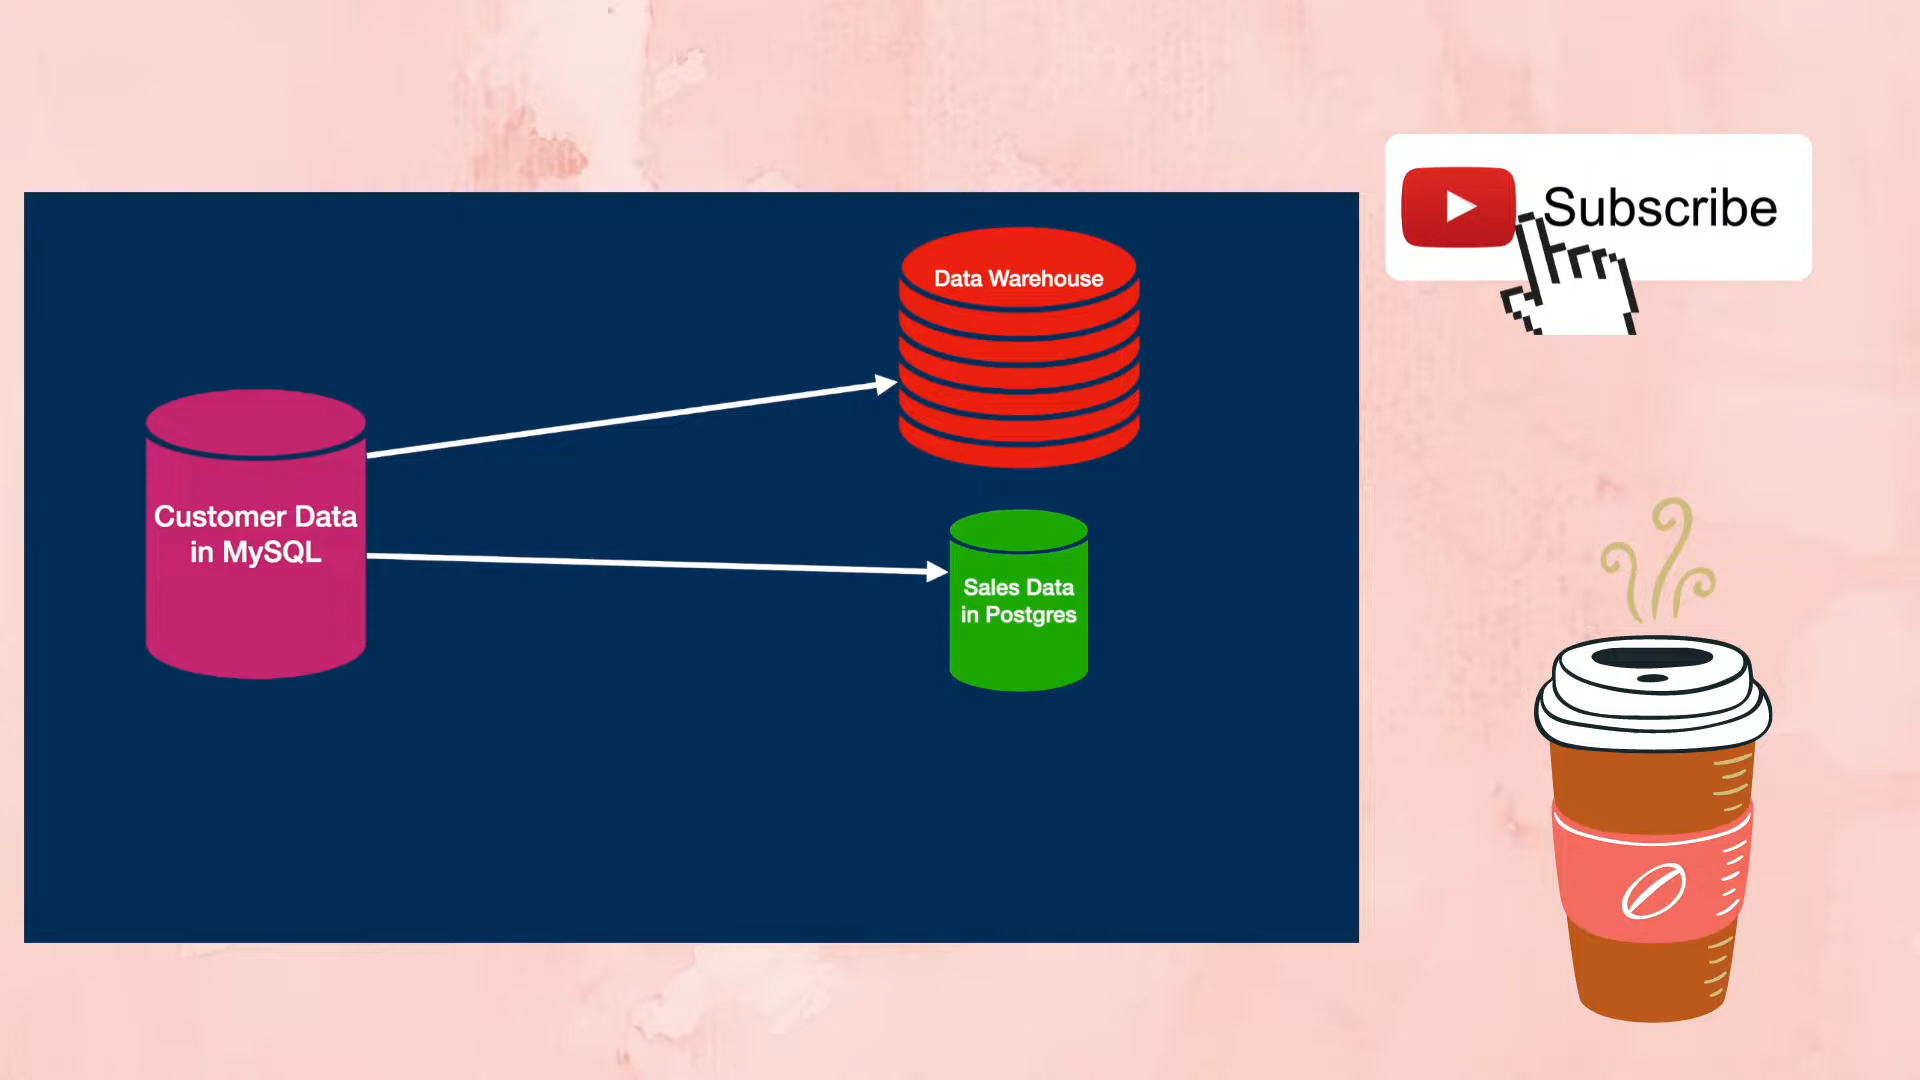 Data Warehouse
Subscribe
Customer Data
in MySQL
Sales Data
in Postgres